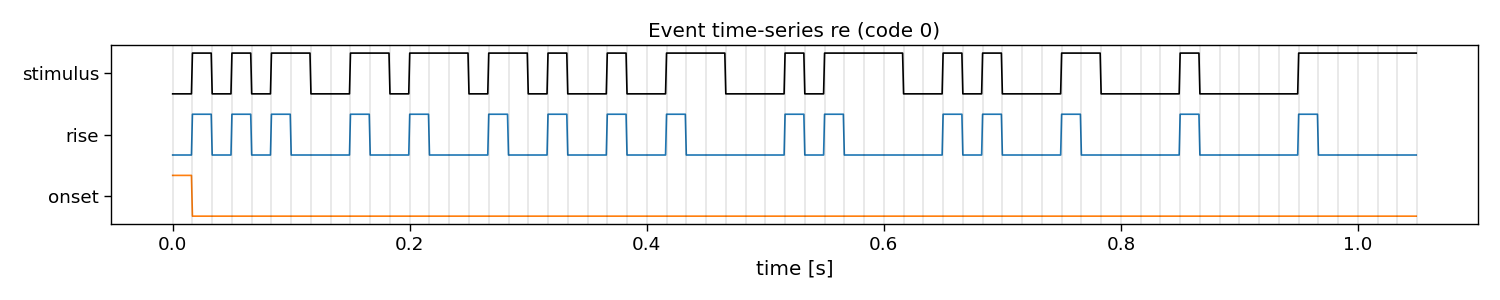 Event time-series re (code 0)
stimulus
rise
onset
0.0 0.2 0.4 0.6 0.8 1.0
time [s]